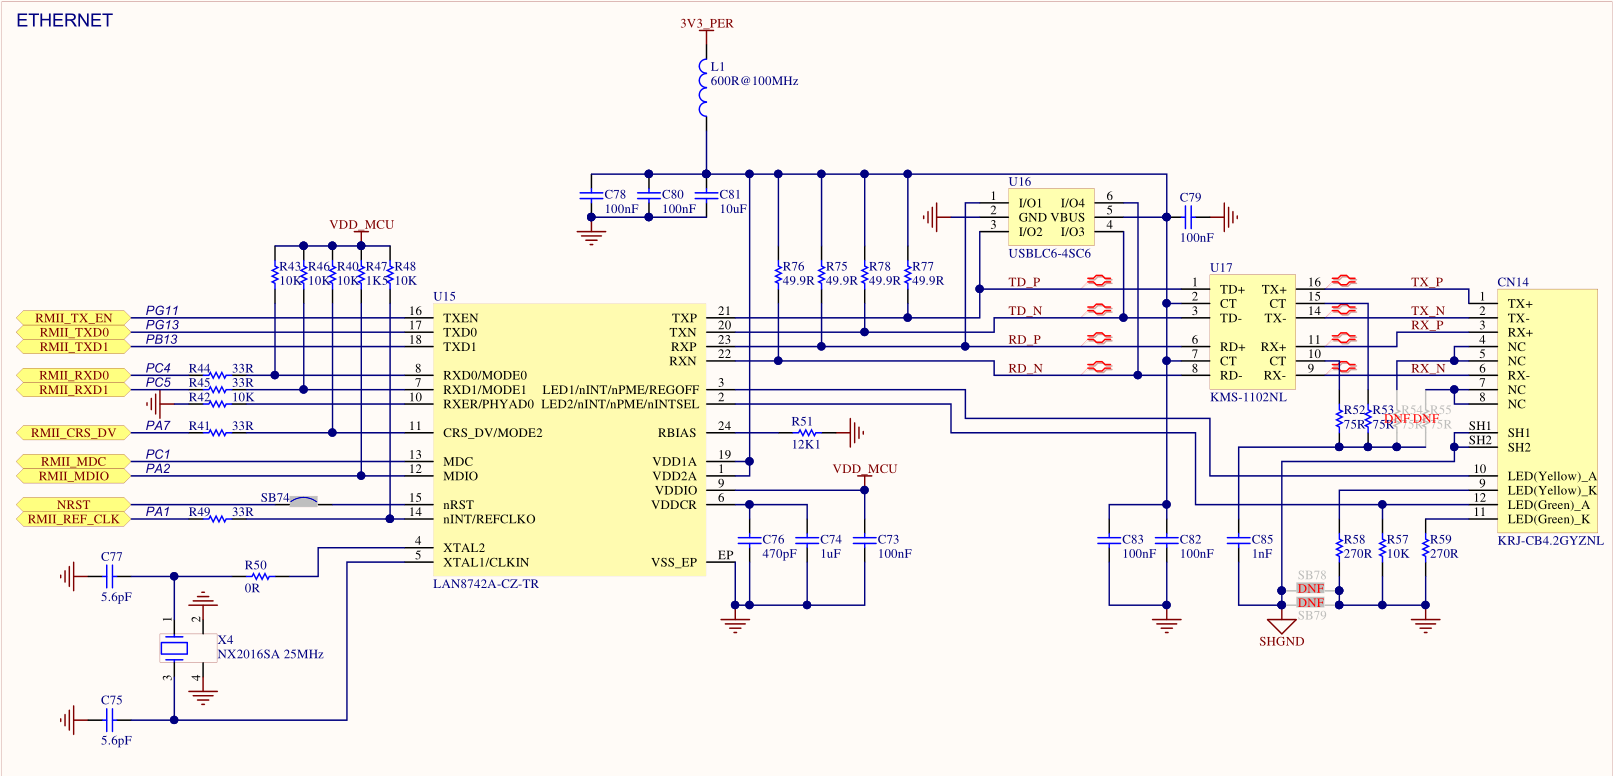 ETHERNET
3V3_PER
L1
600R@100MHz
C78
100nF
C80
100nF
C81
10uF
VDD_MCU
R43
10K
R46
10K
R40
10K
R47
1K5
R48
10K
R76
49.9R
R75
49.9R
R78
49.9R
R77
49.9R
U16
1 I/O1 I/O4 6
2 GND VBUS 5
3 I/O2 I/O3 4
USBLC6-4SC6
C79
100nF
RMII_TX_EN PG11
RMII_TXD0 PG13
RMII_TXD1 PB13
RMII_RXD0 PC4 R44 33R
RMII_RXD1 PC5 R45 33R
R42 10K
RMII_CRS_DV PA7 R41 33R
RMII_MDC PC1
RMII_MDIO PA2
NRST SB74
RMII_REF_CLK PA1 R49 33R
U15
16 TXEN TXP 21
17 TXD0 TXN 20
18 TXD1 RXP 23
RXN 22
8 RXD0/MODE0
7 RXD1/MODE1 LED1/nINT/nPME/REGOFF 3
10 RXER/PHYAD0 LED2/nINT/nPME/nINTSEL 2
11 CRS_DV/MODE2 RBIAS 24
13 MDC VDD1A 19
12 MDIO VDD2A 1
VDDIO 9
15 nRST VDDCR 6
14 nINT/REFCLKO
4 XTAL2
5 XTAL1/CLKIN VSS_EP EP
LAN8742A-CZ-TR
R51
12K1
VDD_MCU
C76
470pF
C74
1uF
C73
100nF
C77
5.6pF
R50
0R
1
2
X4
NX2016SA 25MHz
3
4
C75
5.6pF
TD_P
TD_N
RD_P
RD_N
U17
1 TD+ TX+ 16
2 CT CT 15
3 TD- TX- 14
6 RD+ RX+ 11
7 CT CT 10
8 RD- RX- 9
KMS-1102NL
TX_P
TX_N
RX_P
RX_N
CN14
1 TX+
2 TX-
3 RX+
4 NC
5 NC
6 RX-
7 NC
8 NC
SH1 SH1
SH2 SH2
10 LED(Yellow)_A
9 LED(Yellow)_K
12 LED(Green)_A
11 LED(Green)_K
KRJ-CB4.2GYZNL
R52
75R
R53
75R
R54
DNF
75R
R55
DNF
75R
C83
100nF
C82
100nF
C85
1nF
R58
270R
R57
10K
R59
270R
SB78
DNF
DNF
SB79
SHGND